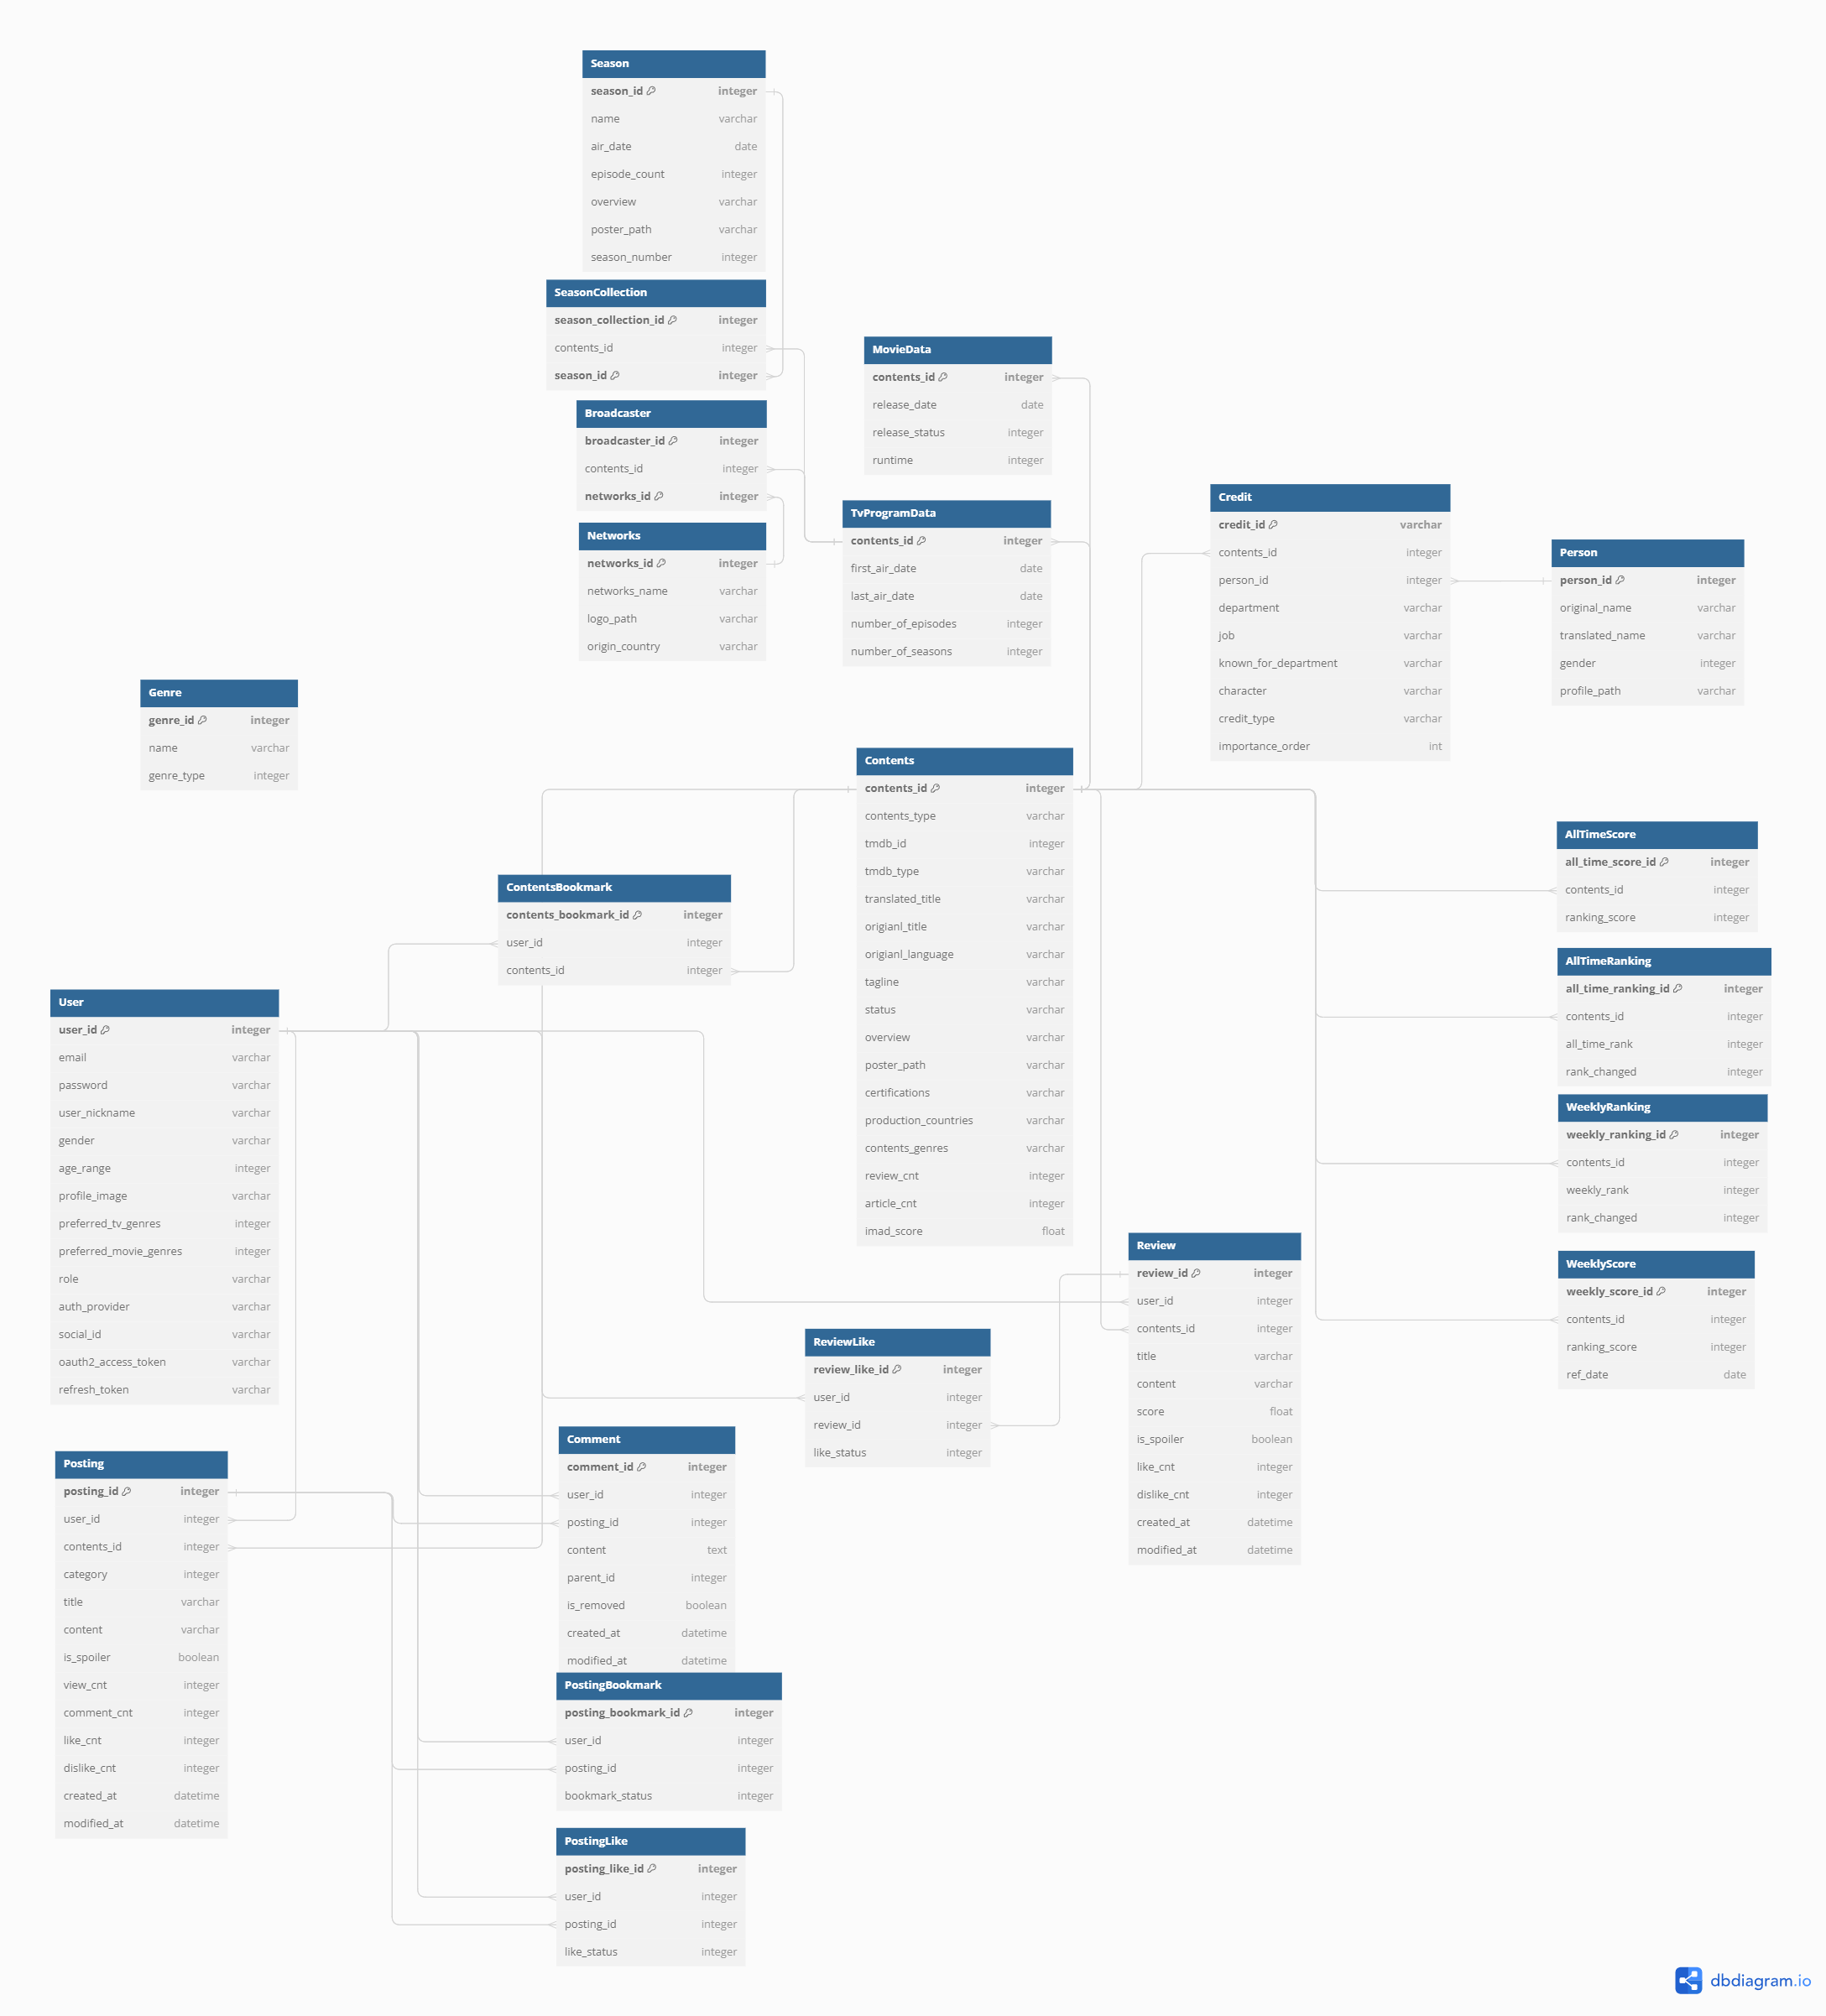 Season
season_id integer
name varchar
air_date date
episode_count integer
overview varchar
poster_path varchar
season_number integer
SeasonCollection
season_collection_id integer
contents_id integer
season_id integer
Broadcaster
broadcaster_id integer
contents_id integer
networks_id integer
Networks
networks_id integer
networks_name varchar
logo_path varchar
origin_country varchar
MovieData
contents_id integer
release_date date
release_status integer
runtime integer
TvProgramData
contents_id integer
first_air_date date
last_air_date date
number_of_episodes integer
number_of_seasons integer
Credit
credit_id varchar
contents_id integer
person_id integer
department varchar
job varchar
known_for_department varchar
character varchar
credit_type varchar
importance_order int
Person
person_id integer
original_name varchar
translated_name varchar
gender integer
profile_path varchar
Genre
genre_id integer
name varchar
genre_type integer
Contents
contents_id integer
contents_type varchar
tmdb_id integer
tmdb_type varchar
translated_title varchar
origianl_title varchar
origianl_language varchar
tagline varchar
status varchar
overview varchar
poster_path varchar
certifications varchar
production_countries varchar
contents_genres varchar
review_cnt integer
article_cnt integer
imad_score float
ContentsBookmark
contents_bookmark_id integer
user_id integer
contents_id integer
AllTimeScore
all_time_score_id integer
contents_id integer
ranking_score integer
AllTimeRanking
all_time_ranking_id integer
contents_id integer
all_time_rank integer
rank_changed integer
WeeklyRanking
weekly_ranking_id integer
contents_id integer
weekly_rank integer
rank_changed integer
WeeklyScore
weekly_score_id integer
contents_id integer
ranking_score integer
ref_date date
User
user_id integer
email varchar
password varchar
user_nickname varchar
gender varchar
age_range integer
profile_image varchar
preferred_tv_genres integer
preferred_movie_genres integer
role varchar
auth_provider varchar
social_id varchar
oauth2_access_token varchar
refresh_token varchar
Review
review_id integer
user_id integer
contents_id integer
title varchar
content varchar
score float
is_spoiler boolean
like_cnt integer
dislike_cnt integer
created_at datetime
modified_at datetime
ReviewLike
review_like_id integer
user_id integer
review_id integer
like_status integer
Comment
comment_id integer
user_id integer
posting_id integer
content text
parent_id integer
is_removed boolean
created_at datetime
modified_at datetime
Posting
posting_id integer
user_id integer
contents_id integer
category integer
title varchar
content varchar
is_spoiler boolean
view_cnt integer
comment_cnt integer
like_cnt integer
dislike_cnt integer
created_at datetime
modified_at datetime
PostingBookmark
posting_bookmark_id integer
user_id integer
posting_id integer
bookmark_status integer
PostingLike
posting_like_id integer
user_id integer
posting_id integer
like_status integer
dbdiagram.io